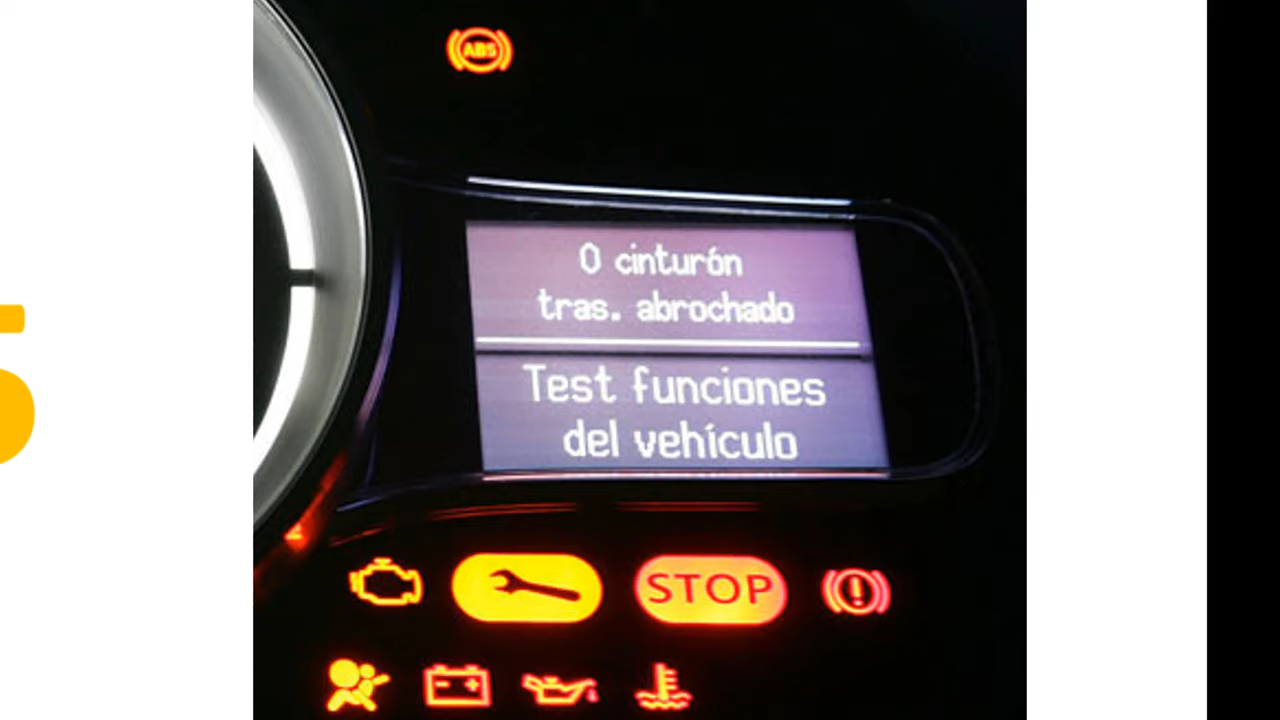 ABS
0 cinturón
tras. abrochado
Test funciones
del vehículo
STOP